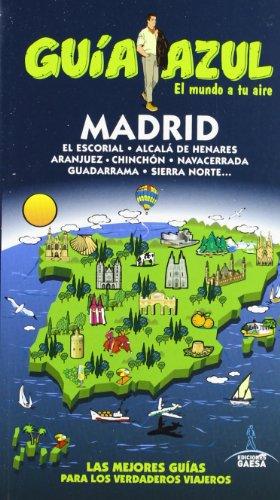 GUÍA AZUL
El mundo a tu aire
MADRID
EL ESCORIAL • ALCALÁ DE HENARES
ARANJUEZ • CHINCHÓN • NAVACERRADA
GUADARRAMA • SIERRA NORTE...
LAS MEJORES GUÍAS
PARA LOS VERDADEROS VIAJEROS
EDICIONES
GAESA